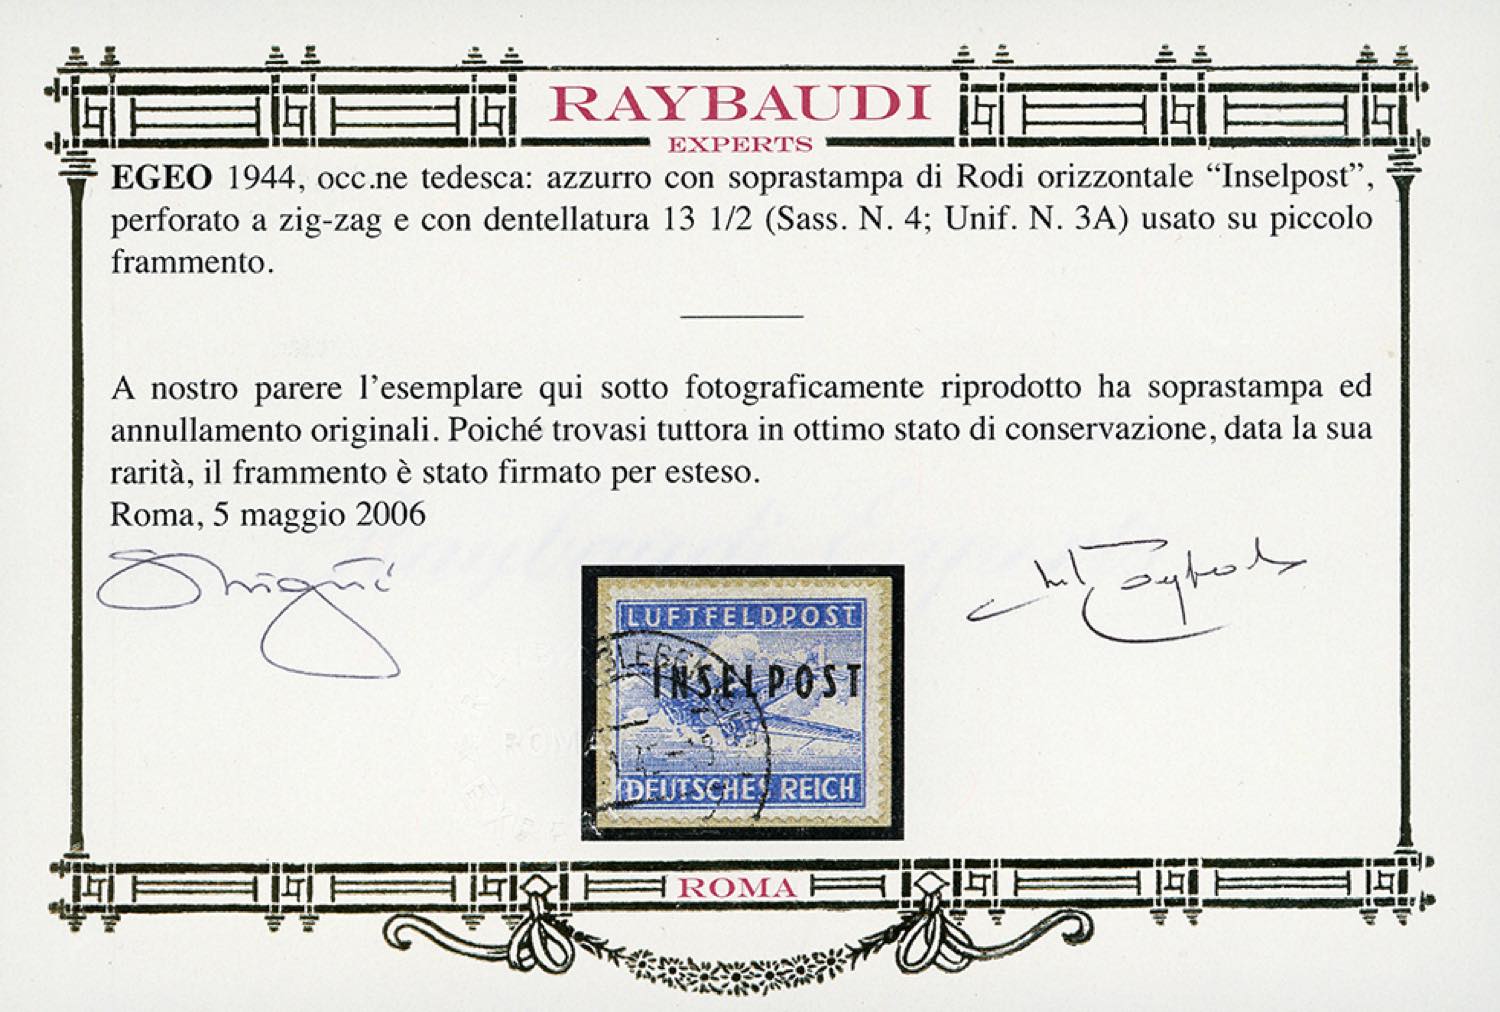 RAYBAUDI
EXPERTS
EGEO 1944, occ.ne tedesca: azzurro con soprastampa di Rodi orizzontale “Inselpost”,
perforato a zig-zag e con dentellatura 13 1/2 (Sass. N. 4; Unif. N. 3A) usato su piccolo
frammento.
A nostro parere l’esemplare qui sotto fotograficamente riprodotto ha soprastampa ed
annullamento originali. Poiché trovasi tuttora in ottimo stato di conservazione, data la sua
rarità, il frammento è stato firmato per esteso.
Roma, 5 maggio 2006
LUFTFELDPOST
INSELPOST
DEUTSCHES REICH
ROMA